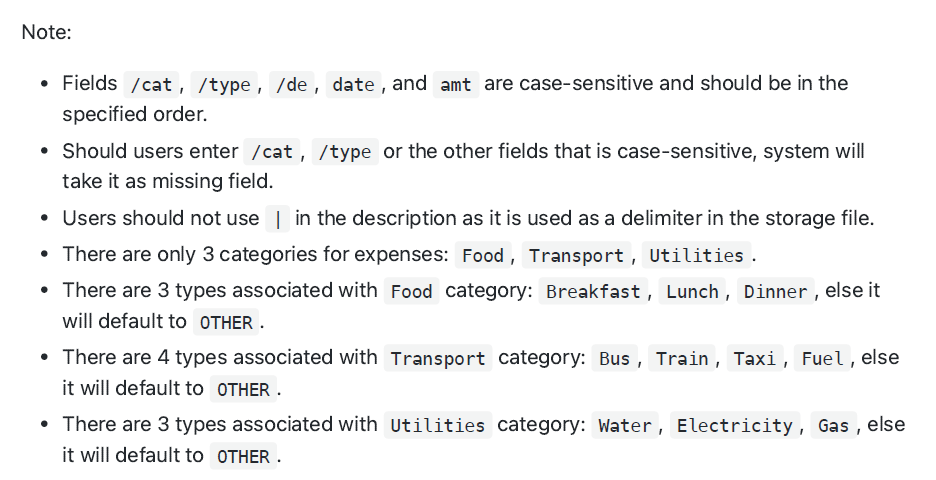 Note:
• Fields /cat, /type, /de, date, and amt are case-sensitive and should be in the
specified order.
• Should users enter /cat, /type or the other fields that is case-sensitive, system will
take it as missing field.
• Users should not use | in the description as it is used as a delimiter in the storage file.
• There are only 3 categories for expenses: Food, Transport, Utilities.
• There are 3 types associated with Food category: Breakfast, Lunch, Dinner, else it
will default to OTHER.
• There are 4 types associated with Transport category: Bus, Train, Taxi, Fuel, else
it will default to OTHER.
• There are 3 types associated with Utilities category: Water, Electricity, Gas, else
it will default to OTHER.